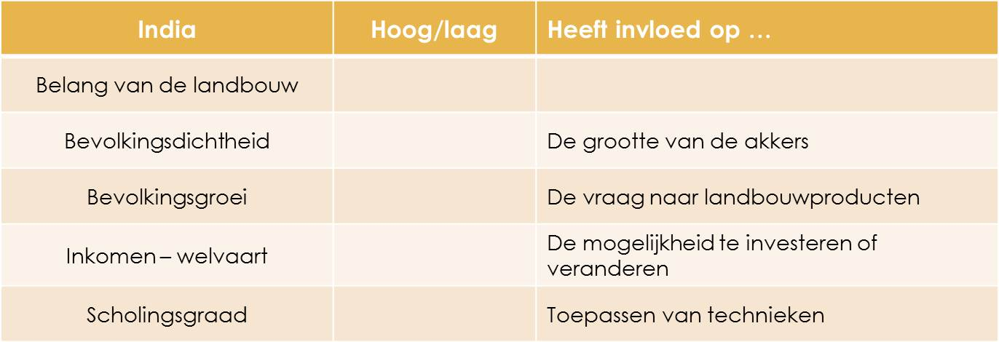 India Hoog/laag Heeft invloed op …
Belang van de landbouw
Bevolkingsdichtheid De grootte van de akkers
Bevolkingsgroei De vraag naar landbouwproducten
Inkomen – welvaart De mogelijkheid te investeren of
veranderen
Scholingsgraad Toepassen van technieken